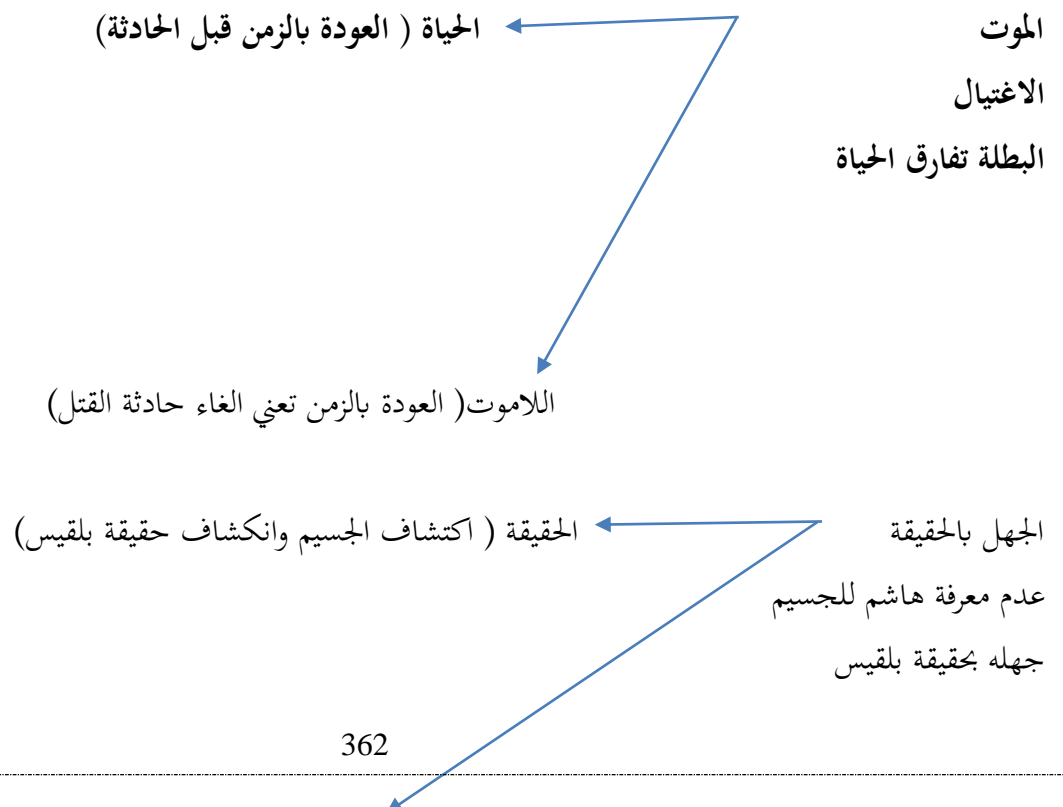 الموت
الحياة ( العودة بالزمن قبل الحادثة)
الاغتيال
البطلة تفارق الحياة
اللاموت( العودة بالزمن تعني الغاء حادثة القتل)
الجهل بالحقيقة
الحقيقة ( اكتشاف الجسيم وانكشاف حقيقة بلقيس)
عدم معرفة هاشم للجسيم
جهله بحقيقة بلقيس
362